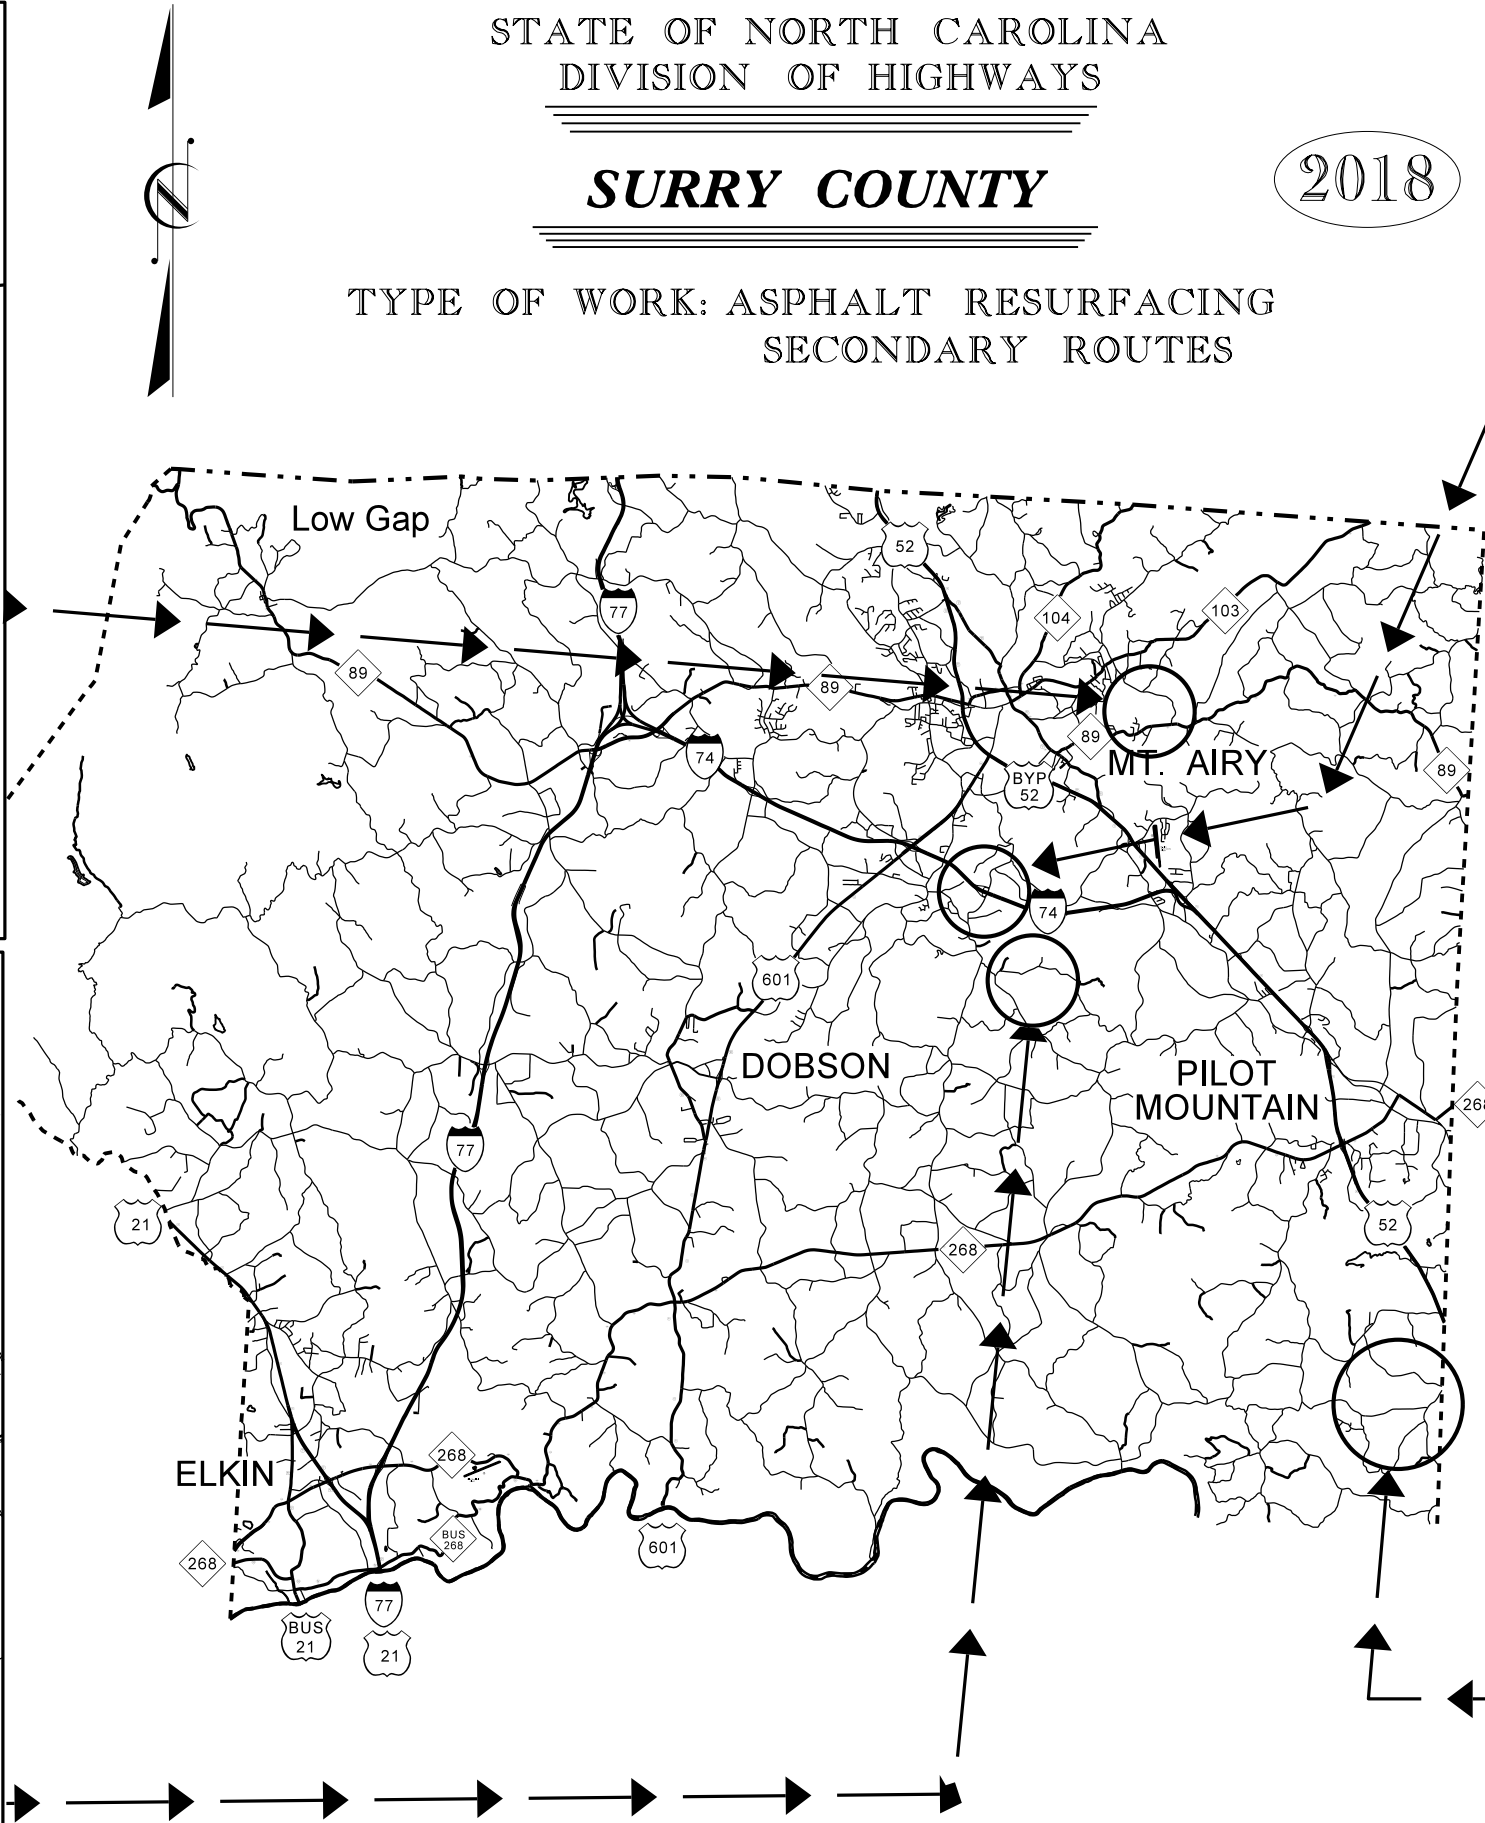 STATE OF NORTH CAROLINA
DIVISION OF HIGHWAYS
SURRY COUNTY
2018
N
TYPE OF WORK: ASPHALT RESURFACING
SECONDARY ROUTES
Low Gap
52
77
104
103
89
89
89
74
MT. AIRY
BYP
52
89
74
601
DOBSON
PILOT
MOUNTAIN
268
77
21
52
268
268
ELKIN
BUS
268
601
268
77
BUS
21
21